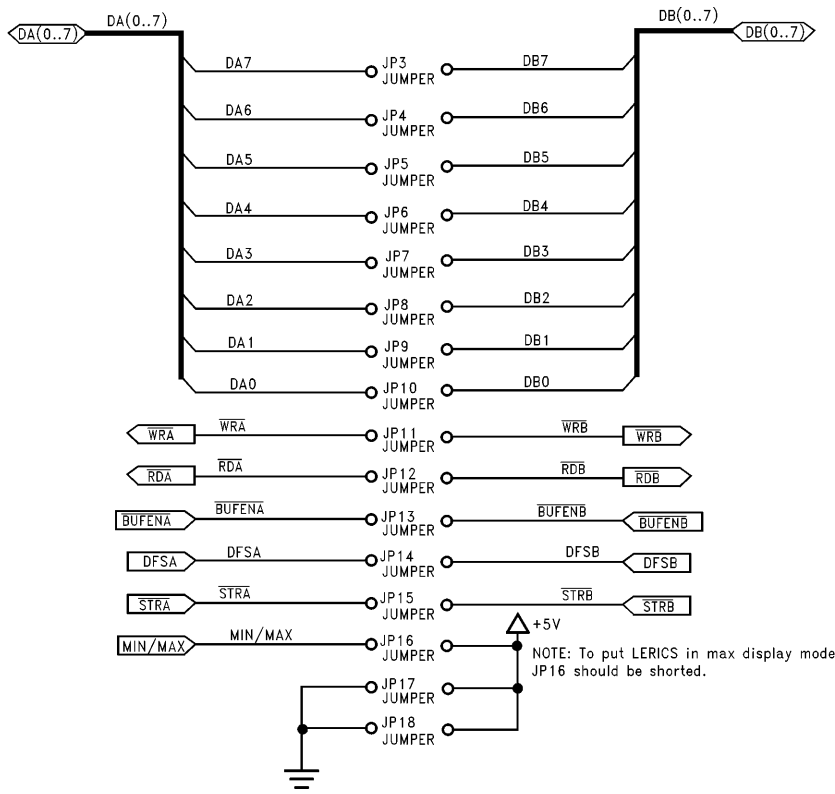 DA(0..7) DB(0..7)
DA(0..7) DB(0..7)
DA7 JP3 DB7
JUMPER
DA6 JP4 DB6
JUMPER
DA5 JP5 DB5
JUMPER
DA4 JP6 DB4
JUMPER
DA3 JP7 DB3
JUMPER
DA2 JP8 DB2
JUMPER
DA1 JP9 DB1
JUMPER
DA0 JP10 DB0
JUMPER
WRA WRA JP11 WRB WRB
JUMPER
RDA RDA JP12 RDB RDB
JUMPER
BUFENA BUFENA JP13 BUFENB BUFENB
JUMPER
DFSA DFSA JP14 DFSB DFSB
JUMPER
STRA STRA JP15 STRB STRB
JUMPER
+5V
MIN/MAX MIN/MAX JP16
JUMPER
NOTE: To put LERICS in max display mode
JP16 should be shorted.
JP17
JUMPER
JP18
JUMPER